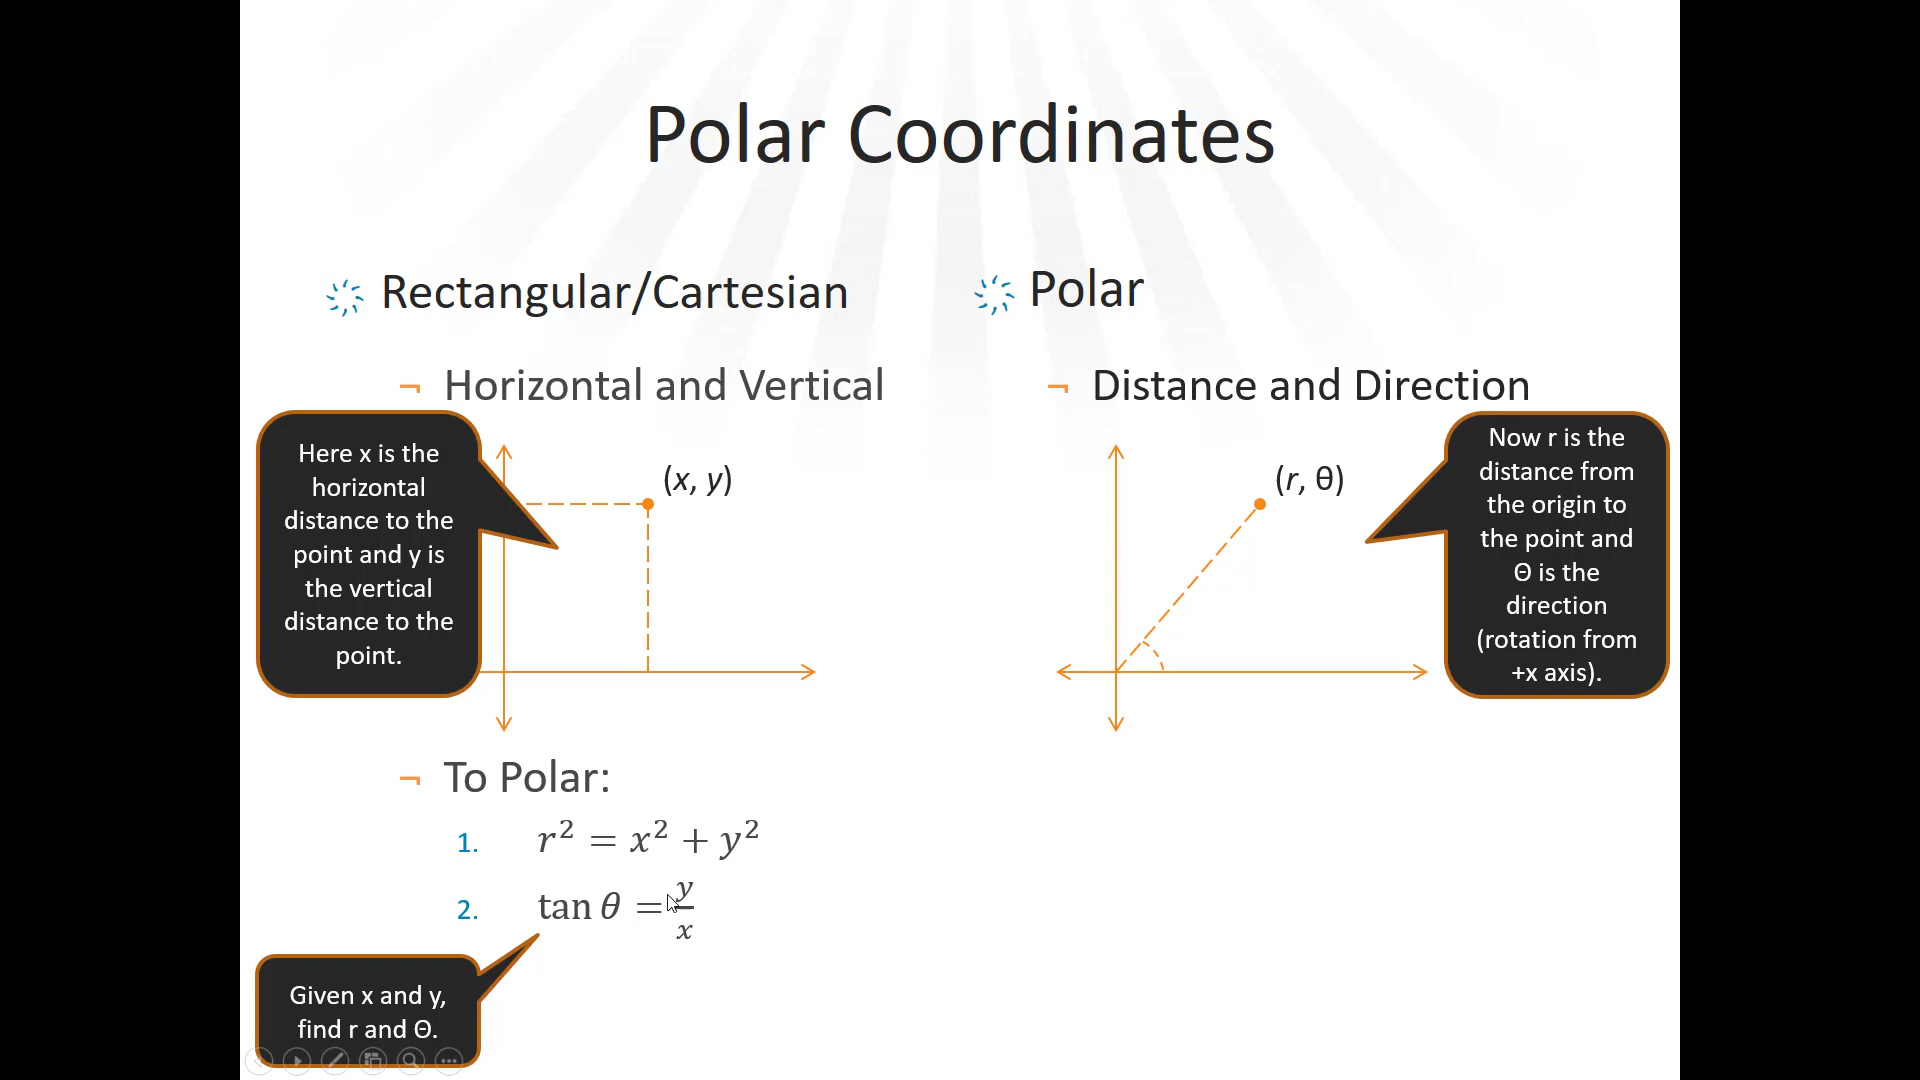 Polar Coordinates
Rectangular/Cartesian
¬ Horizontal and Vertical
Here x is the
horizontal
distance to the
point and y is
the vertical
distance to the
point.
(x, y)
¬ To Polar:
1. r² = x² + y²
2. tan θ = y/x
Given x and y,
find r and Θ.
Polar
¬ Distance and Direction
(r, θ)
Now r is the
distance from
the origin to
the point and
Θ is the
direction
(rotation from
+x axis).